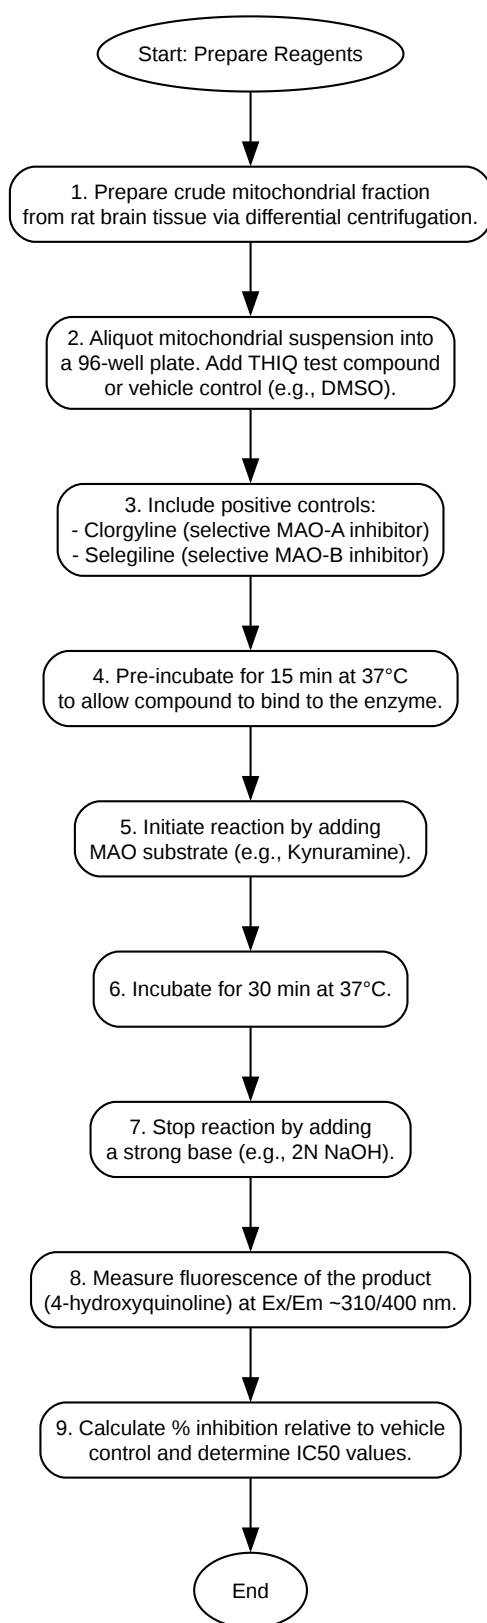 Start: Prepare Reagents
1. Prepare crude mitochondrial fraction
from rat brain tissue via differential centrifugation.
2. Aliquot mitochondrial suspension into
a 96-well plate. Add THIQ test compound
or vehicle control (e.g., DMSO).
3. Include positive controls:
- Clorgyline (selective MAO-A inhibitor)
- Selegiline (selective MAO-B inhibitor)
4. Pre-incubate for 15 min at 37°C
to allow compound to bind to the enzyme.
5. Initiate reaction by adding
MAO substrate (e.g., Kynuramine).
6. Incubate for 30 min at 37°C.
7. Stop reaction by adding
a strong base (e.g., 2N NaOH).
8. Measure fluorescence of the product
(4-hydroxyquinoline) at Ex/Em ~310/400 nm.
9. Calculate % inhibition relative to vehicle
control and determine IC50 values.
End